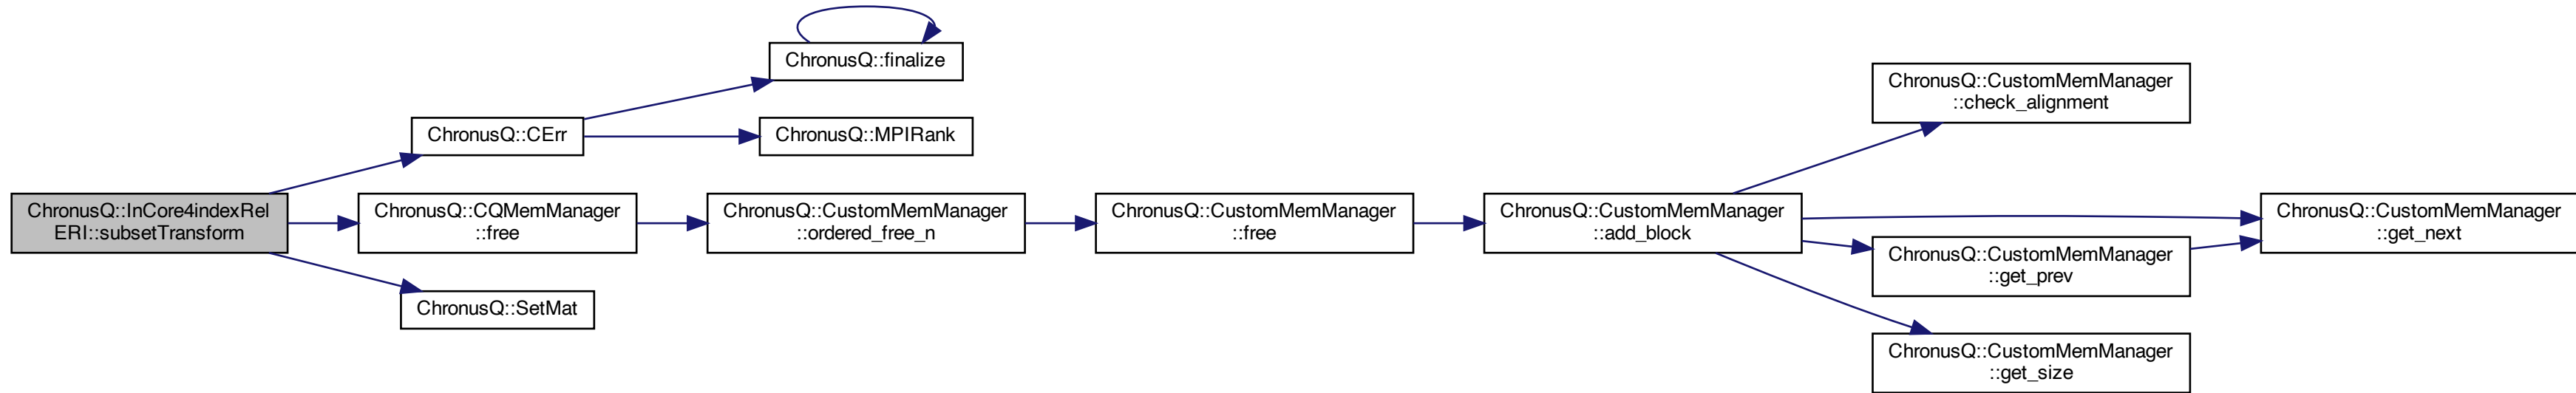 ChronusQ::InCore4indexRel
ERI::subsetTransform
ChronusQ::CErr
ChronusQ::finalize
ChronusQ::MPIRank
ChronusQ::CQMemManager
::free
ChronusQ::CustomMemManager
::ordered_free_n
ChronusQ::CustomMemManager
::free
ChronusQ::CustomMemManager
::add_block
ChronusQ::CustomMemManager
::check_alignment
ChronusQ::CustomMemManager
::get_next
ChronusQ::CustomMemManager
::get_prev
ChronusQ::CustomMemManager
::get_size
ChronusQ::SetMat